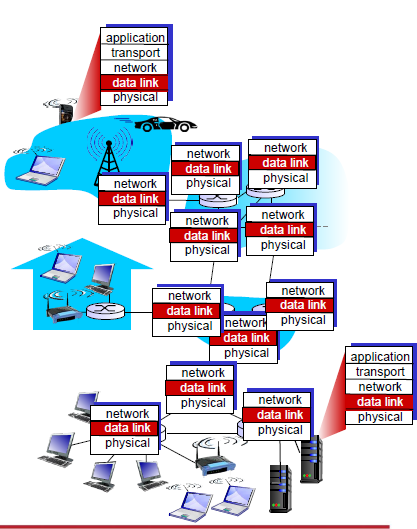 application
transport
network
data link
physical
network
data link
physical
network
data link
physical
network
data link
physical
network
data link
physical
network
data link
physical
network
data link
physical
network
data link
physical
network
data link
physical
network
data link
physical
application
transport
network
data link
physical
network
data link
physical
network
data link
physical